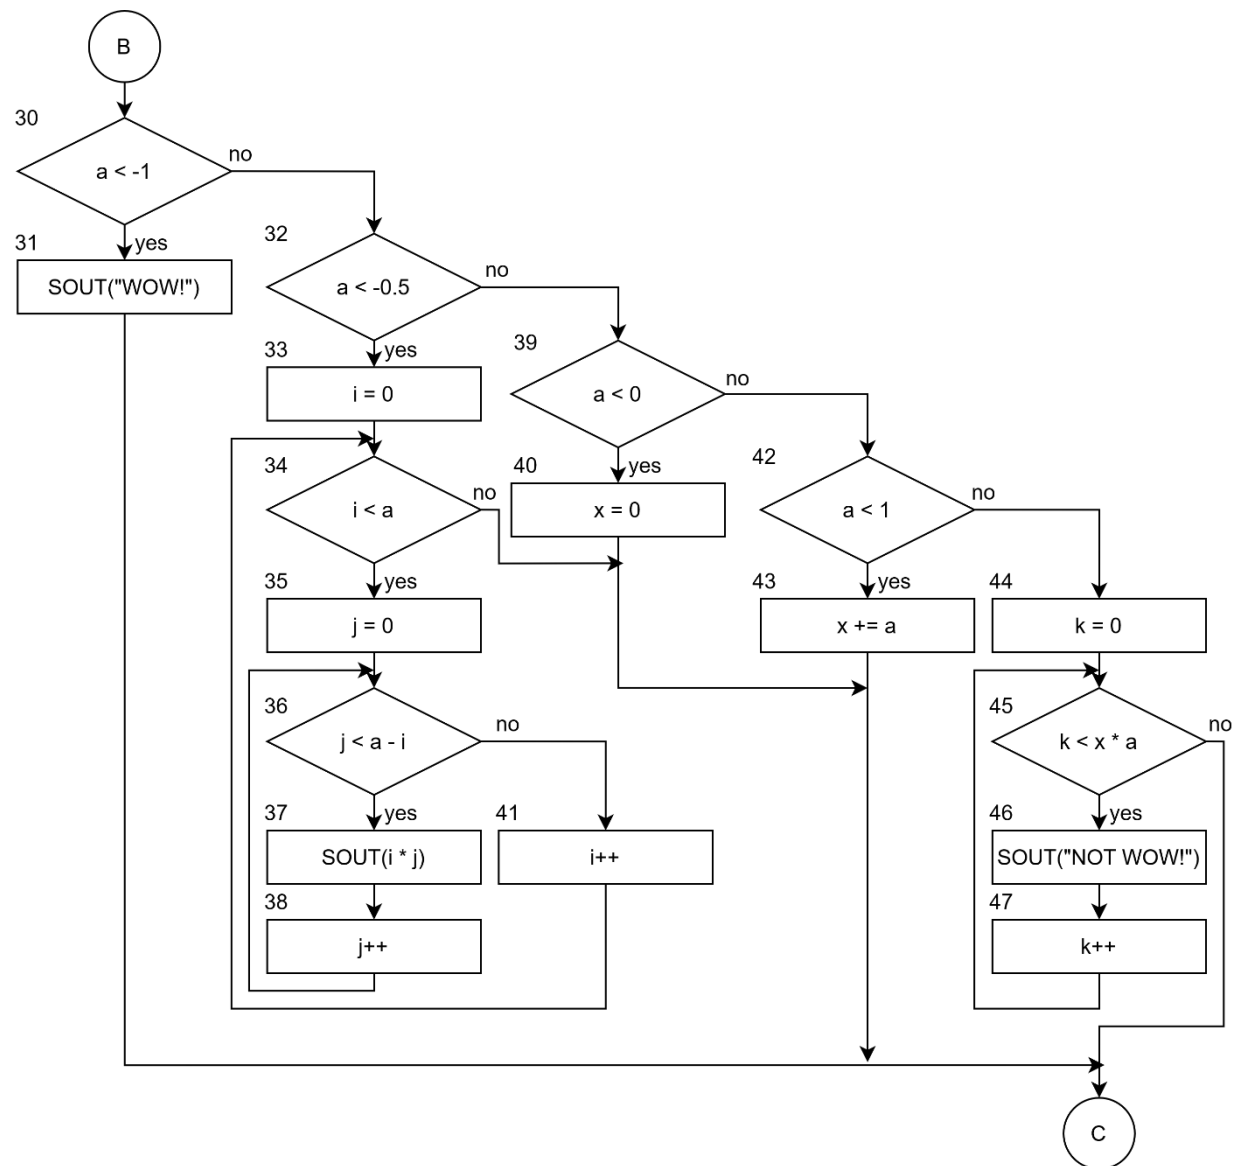 B
30
a < -1
no
yes
31
SOUT("WOW!")
32
a < -0.5
no
yes
33
i = 0
34
i < a
no
yes
35
j = 0
36
j < a - i
no
yes
37
SOUT(i * j)
38
j++
41
i++
39
a < 0
no
yes
40
x = 0
42
a < 1
no
yes
43
x += a
44
k = 0
45
k < x * a
no
yes
46
SOUT("NOT WOW!")
47
k++
C